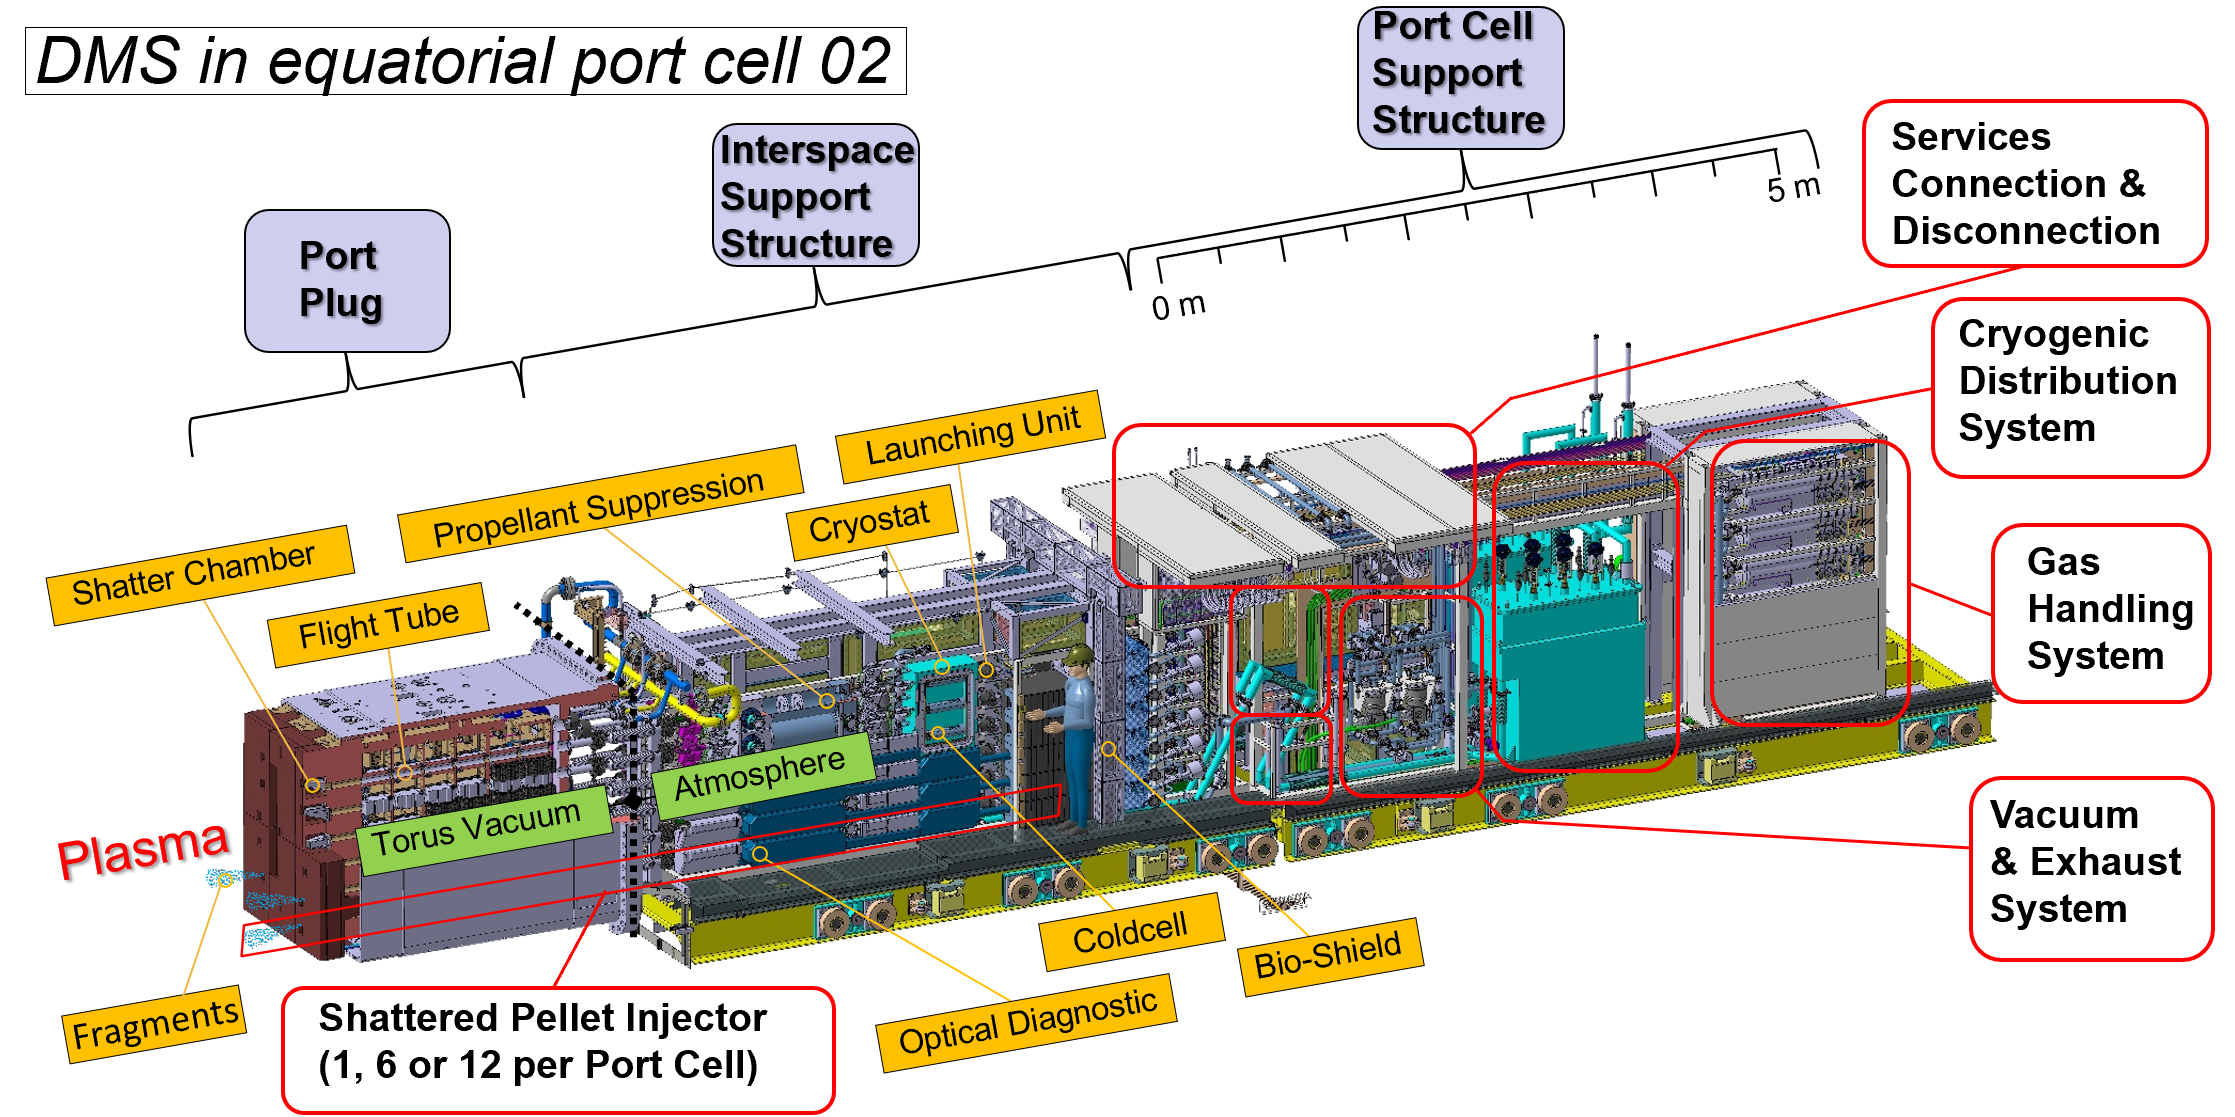 DMS in equatorial port cell 02
Port Cell
Support
Structure
Interspace
Support
Structure
Port
Plug
0 m
5 m
Services
Connection &
Disconnection
Cryogenic
Distribution
System
Gas
Handling
System
Vacuum
& Exhaust
System
Launching Unit
Propellant Suppression
Cryostat
Shatter Chamber
Flight Tube
Atmosphere
Torus Vacuum
Plasma
Coldcell
Bio-Shield
Optical Diagnostic
Fragments
Shattered Pellet Injector
(1, 6 or 12 per Port Cell)